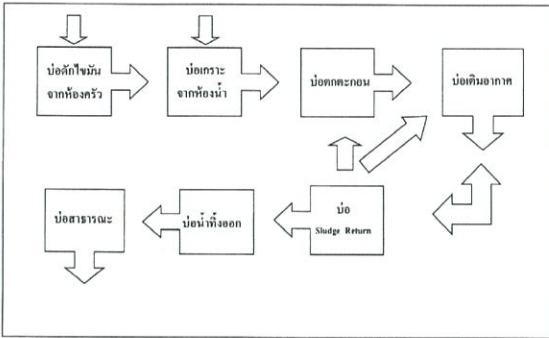 บ่อดักไขมัน
จากห้องครัว
บ่อเกราะ
จากห้องน้ำ
บ่อตกตะกอน
บ่อเติมอากาศ
บ่อสาธารณะ
บ่อน้ำทิ้งออก
บ่อ
Sludge Return